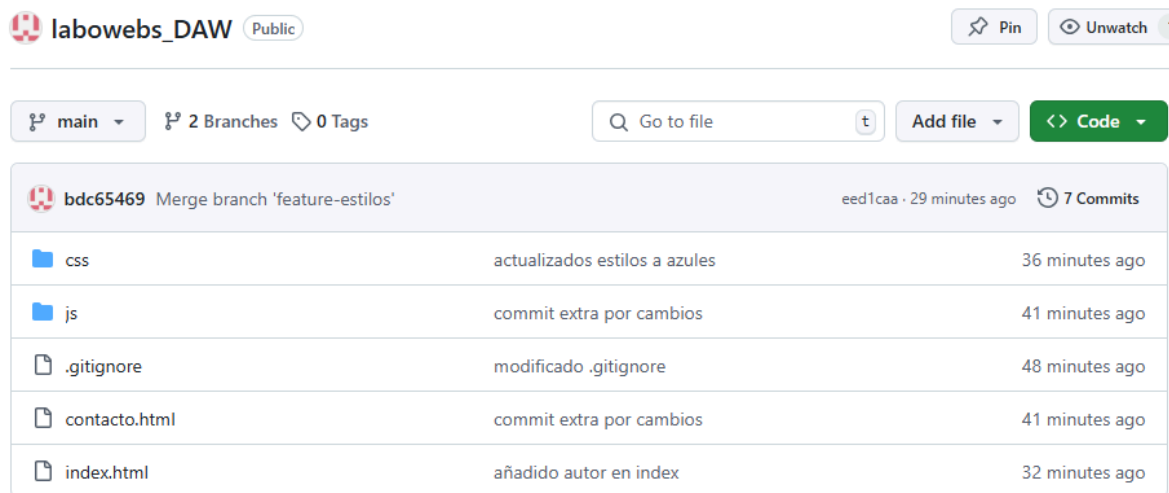 labowebs_DAW Public Pin Unwatch
main 2 Branches 0 Tags Go to file t Add file Code
bdc65469 Merge branch 'feature-estilos' eed1caa · 29 minutes ago 7 Commits
css actualizados estilos a azules 36 minutes ago
js commit extra por cambios 41 minutes ago
.gitignore modificado .gitignore 48 minutes ago
contacto.html commit extra por cambios 41 minutes ago
index.html añadido autor en index 32 minutes ago